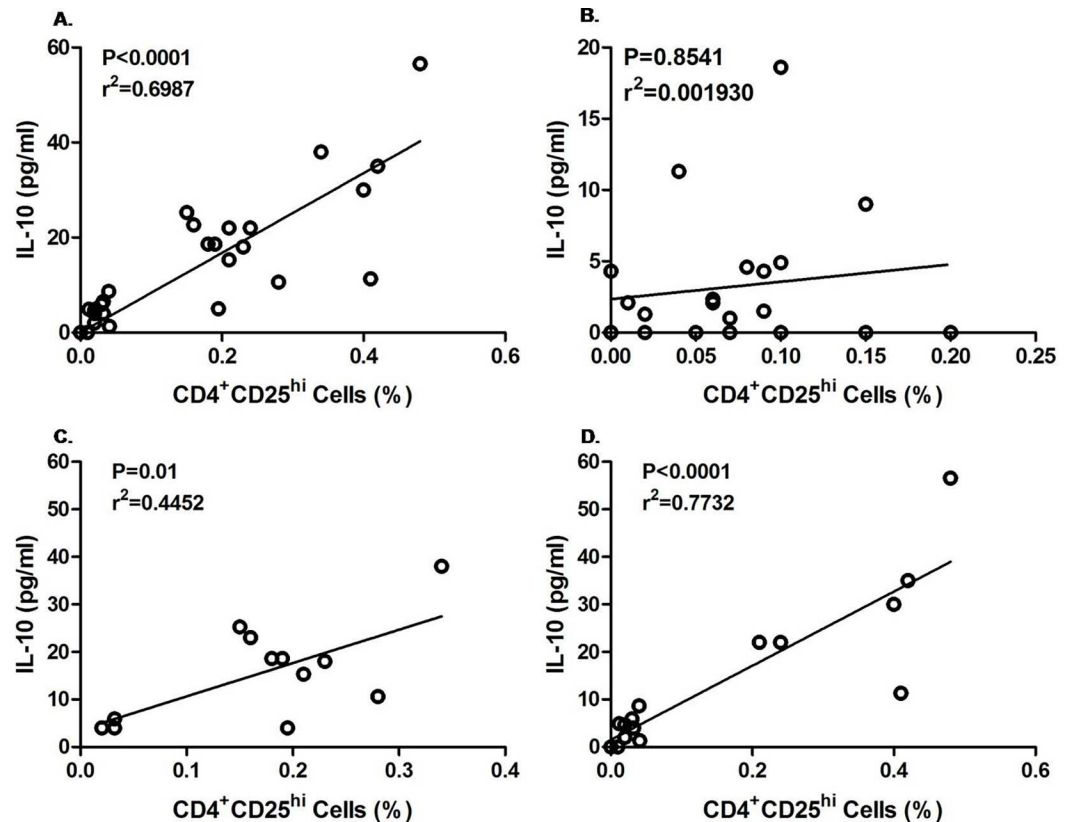 A.
P<0.0001
r²=0.6987
60
40
20
0
IL-10 (pg/ml)
0.0 0.2 0.4 0.6
CD4⁺CD25ʰⁱ Cells (%)
B.
P=0.8541
r²=0.001930
20
15
10
5
0
IL-10 (pg/ml)
0.00 0.05 0.10 0.15 0.20 0.25
CD4⁺CD25ʰⁱ Cells (%)
C.
P=0.01
r²=0.4452
60
50
40
30
20
10
0
IL-10 (pg/ml)
0.0 0.1 0.2 0.3 0.4
CD4⁺CD25ʰⁱ Cells (%)
D.
P<0.0001
r²=0.7732
60
50
40
30
20
10
0
IL-10 (pg/ml)
0.0 0.2 0.4 0.6
CD4⁺CD25ʰⁱ Cells (%)